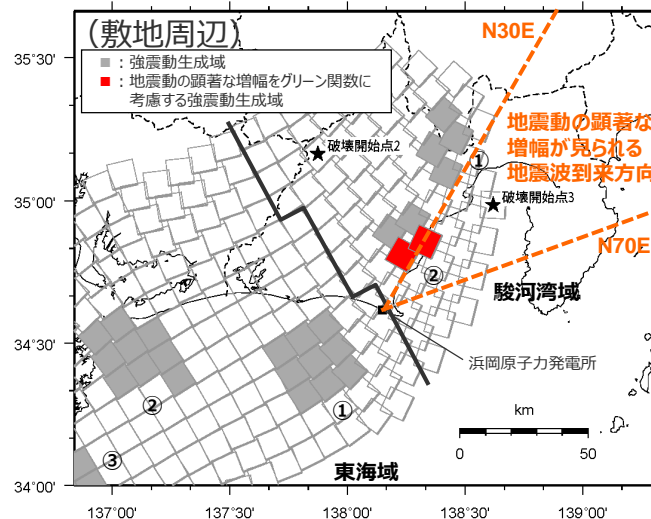 （敷地周辺）
：強震動生成域
：地震動の顕著な増幅をグリーン関数に
考慮する強震動生成域
N30E
地震動の顕著な
増幅が見られる
地震波到来方向
N70E
破壊開始点2
破壊開始点3
①
②
駿河湾域
浜岡原子力発電所
②
①
③
東海域
km
0
50
35°30'
35°00'
34°30'
34°00'
137°00'
137°30'
138°00'
138°30'
139°00'